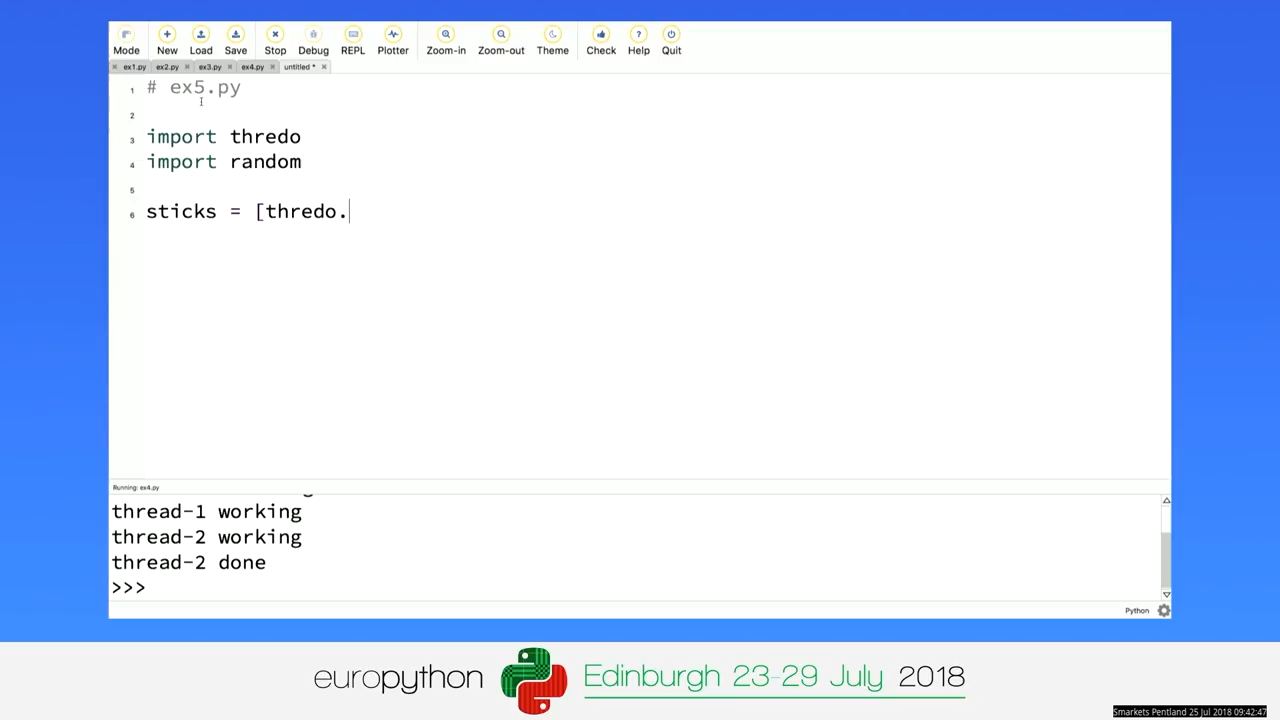 Mode New Load Save Stop Debug REPL Plotter Zoom-in Zoom-out Theme Check Help Quit
ex1.py ex2.py ex3.py ex4.py untitled *
1 # ex5.py
2
3 import thredo
4 import random
5
6 sticks = [thredo.
Running: ex4.py
thread-1 working
thread-2 working
thread-2 done
>>>
Python
europython Edinburgh 23-29 July 2018
Smarkets Pentland 25 Jul 2018 09:42:47